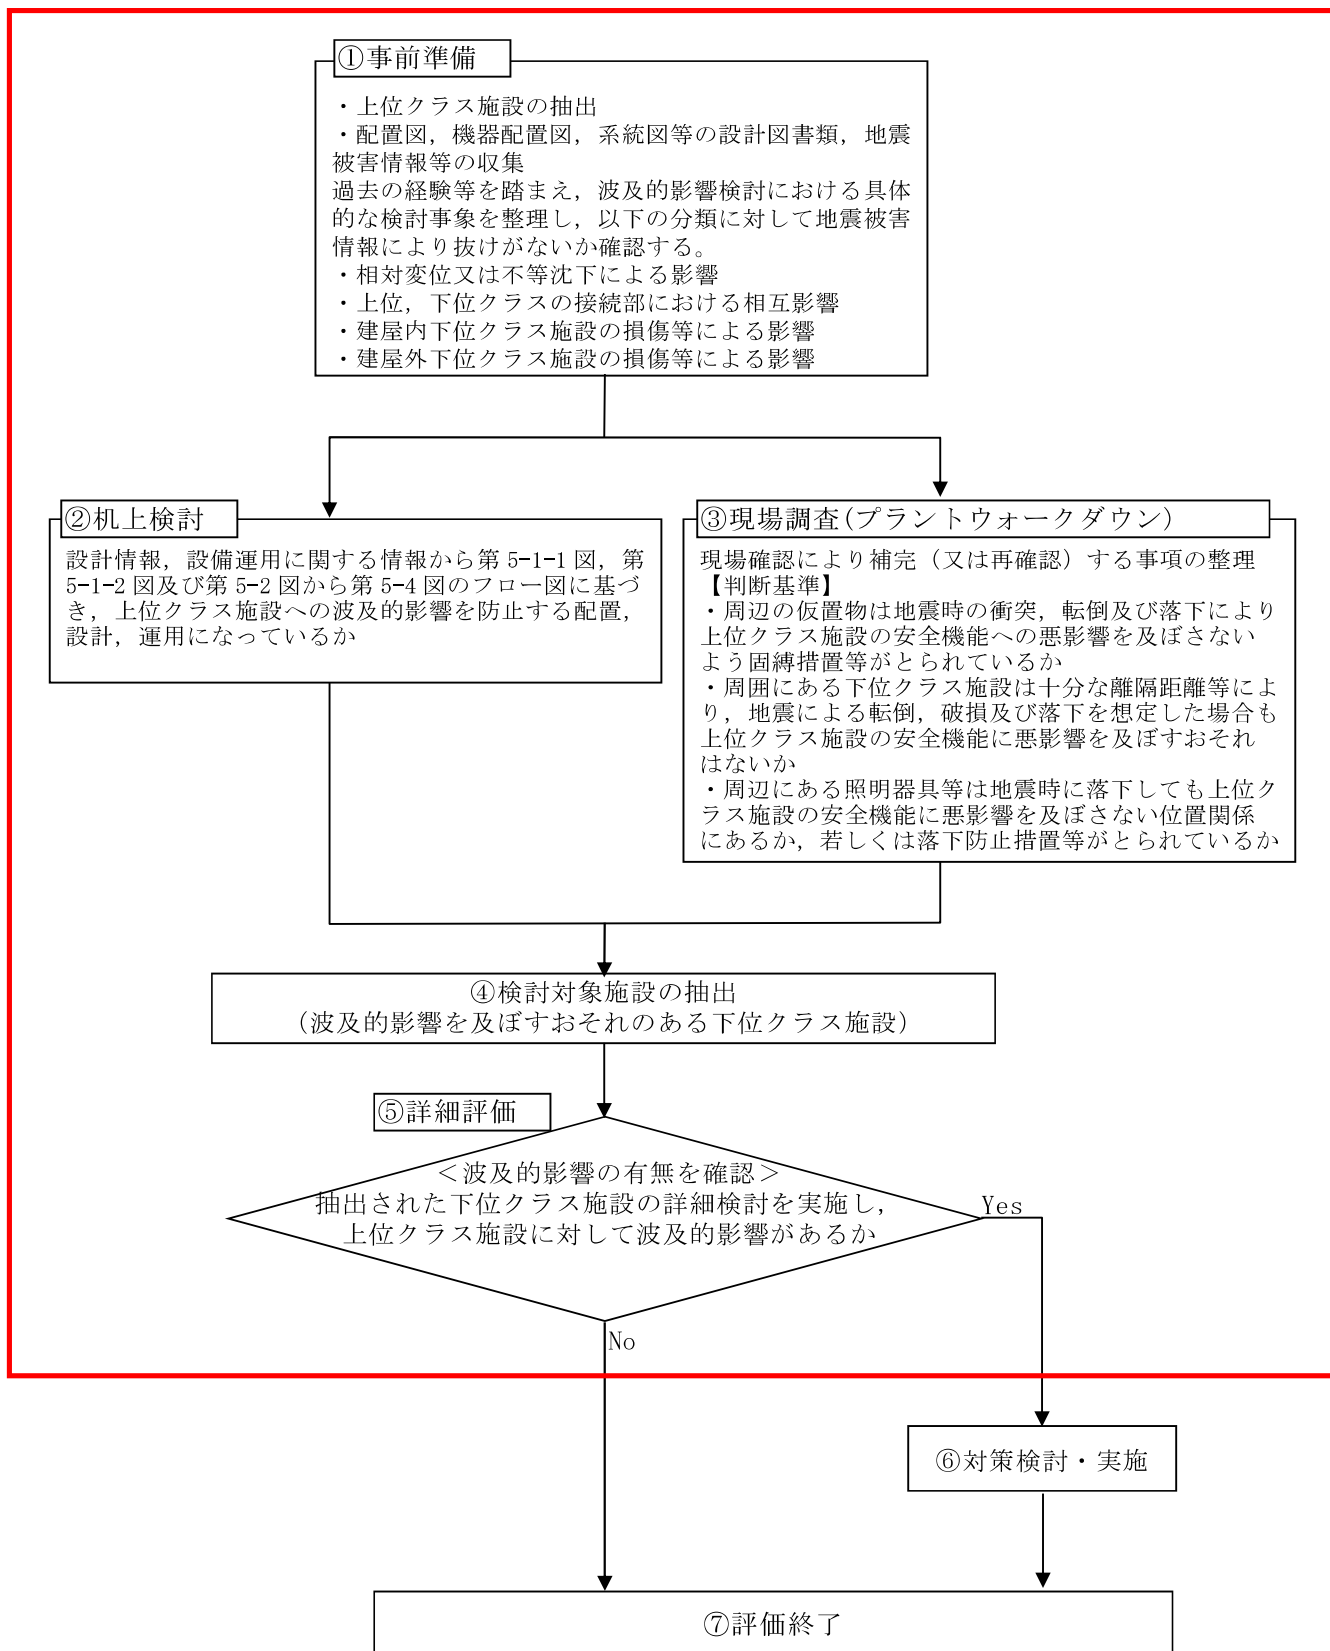 ①事前準備
・上位クラス施設の抽出
・配置図，機器配置図，系統図等の設計図書類，地震
被害情報等の収集
過去の経験等を踏まえ，波及的影響検討における具体
的な検討事象を整理し，以下の分類に対して地震被害
情報により抜けがないか確認する。
・相対変位又は不等沈下による影響
・上位，下位クラスの接続部における相互影響
・建屋内下位クラス施設の損傷等による影響
・建屋外下位クラス施設の損傷等による影響
②机上検討
設計情報，設備運用に関する情報から第 5-1-1 図，第
5-1-2 図及び第 5-2 図から第 5-4 図のフロー図に基づ
き，上位クラス施設への波及的影響を防止する配置，
設計，運用になっているか
③現場調査(プラントウォークダウン)
現場確認により補完（又は再確認）する事項の整理
【判断基準】
・周辺の仮置物は地震時の衝突，転倒及び落下により
上位クラス施設の安全機能への悪影響を及ぼさない
よう固縛措置等がとられているか
・周囲にある下位クラス施設は十分な離隔距離等によ
り，地震による転倒，破損及び落下を想定した場合も
上位クラス施設の安全機能に悪影響を及ぼすおそれ
はないか
・周辺にある照明器具等は地震時に落下しても上位ク
ラス施設の安全機能に悪影響を及ぼさない位置関係
にあるか，若しくは落下防止措置等がとられているか
④検討対象施設の抽出
（波及的影響を及ぼすおそれのある下位クラス施設）
⑤詳細評価
＜波及的影響の有無を確認＞
抽出された下位クラス施設の詳細検討を実施し，
上位クラス施設に対して波及的影響があるか
Yes
No
⑥対策検討・実施
⑦評価終了